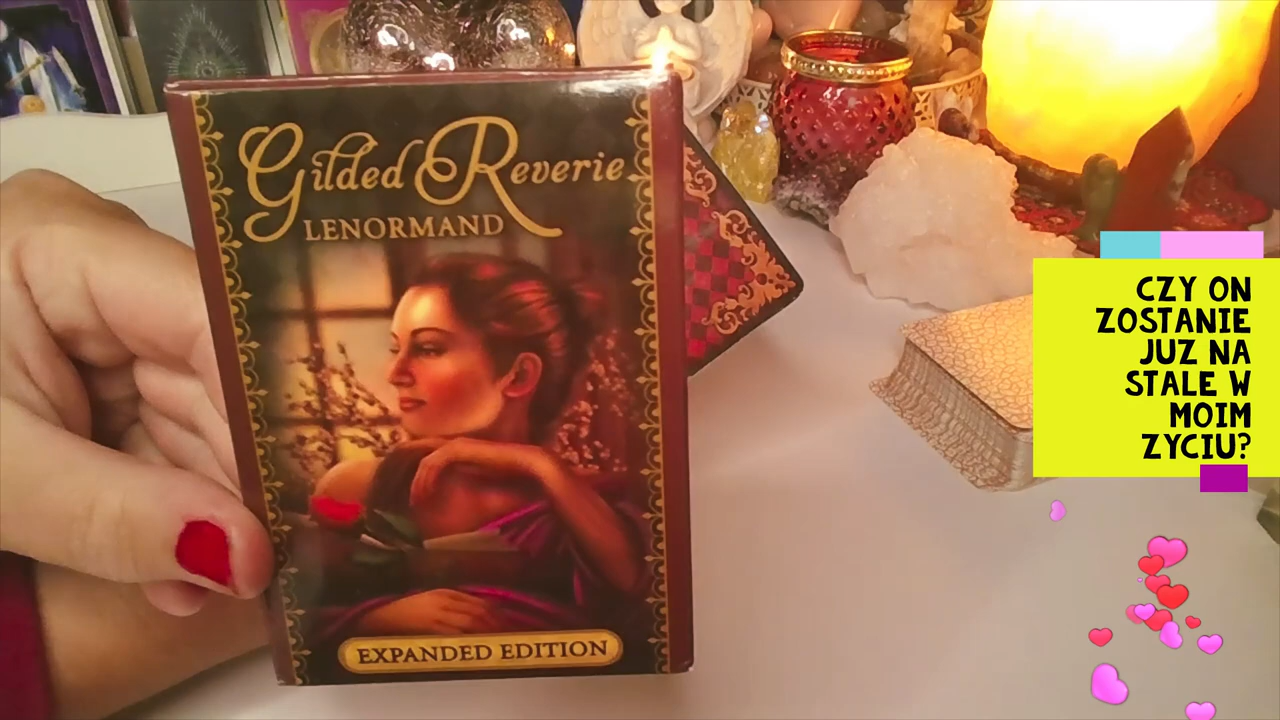 Gilded Reverie
LENORMAND
EXPANDED EDITION
CZY ON
ZOSTANIE
JUZ NA
STALE W
MOIM
ZYCIU?